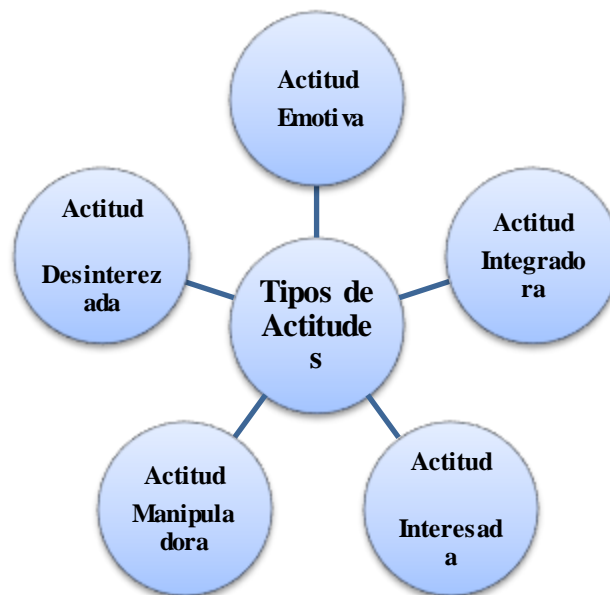 Actitud
Emotiva
Actitud
Integrado
ra
Actitud
Interesad
a
Actitud
Manipula
dora
Actitud
Desinterez
ada
Tipos de
Actitude
s